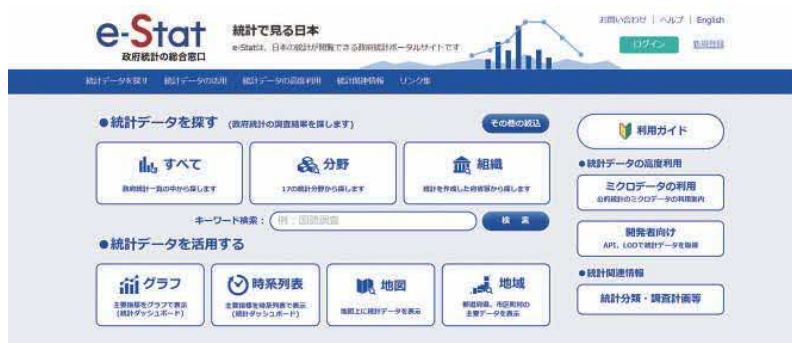 お問い合わせ | ヘルプ | English
e-Stat
政府統計の総合窓口
統計で見る日本
e-Statは、日本の統計が閲覧できる政府統計ポータルサイトです
ログイン
新規登録
統計データを探す 統計データの活用 統計データの高度利用 統計関連情報 リンク集
●統計データを探す (政府統計の調査結果を探します)
その他の絞込
すべて
政府統計一覧の中から探します
分野
17の統計分野から探します
組織
統計を作成した府省等から探します
キーワード検索: 例:国勢調査
検索
●統計データを活用する
グラフ
主要指標をグラフで表示
(統計ダッシュボード)
時系列表
主要指標を時系列表で表示
(統計ダッシュボード)
地図
地図上に統計データを表示
地域
都道府県、市区町村の
主要データを表示
利用ガイド
●統計データの高度利用
ミクロデータの利用
公的統計のミクロデータの利用案内
開発者向け
API、LODで統計データを取得
●統計関連情報
統計分類・調査計画等